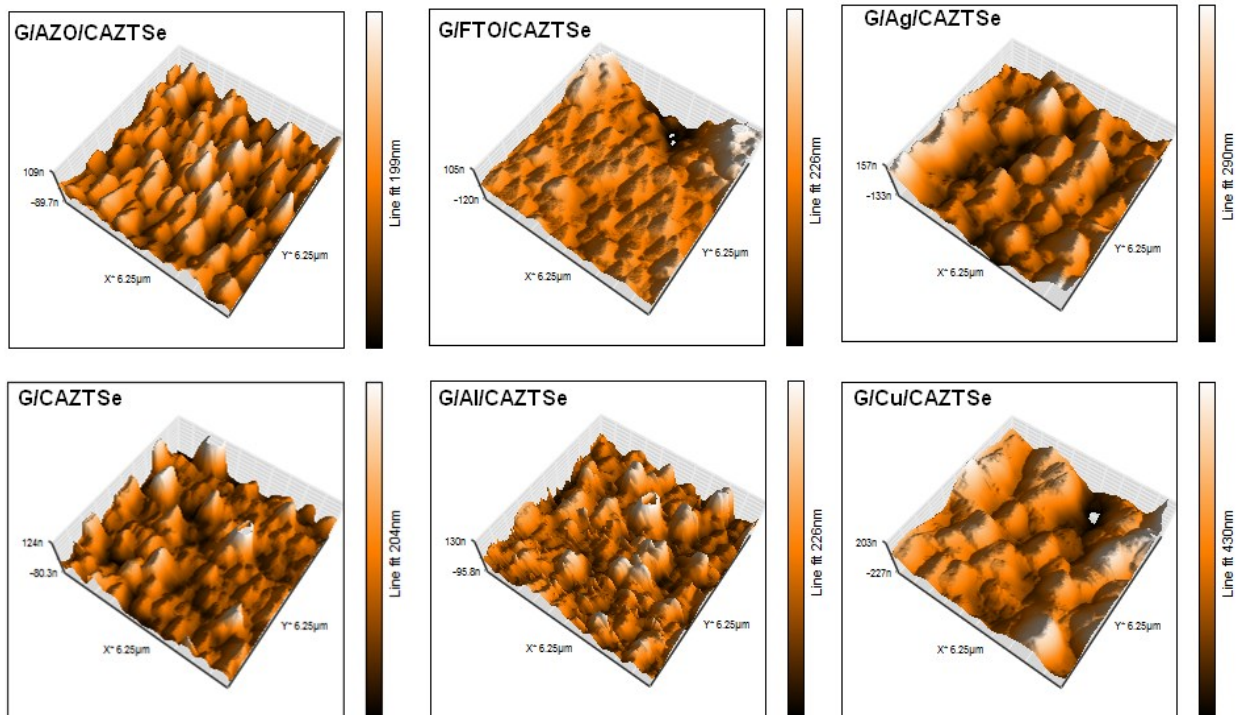 G/AZO/CAZTSe
109n
-89.7n
X* 6.25µm
Y* 6.25µm
Line fit 199nm
G/FTO/CAZTSe
105n
-120n
X* 6.25µm
Y* 6.25µm
Line fit 226nm
G/Ag/CAZTSe
157n
-133n
X* 6.25µm
Y* 6.25µm
Line fit 290nm
G/CAZTSe
124n
-80.3n
X* 6.25µm
Y* 6.25µm
Line fit 204nm
G/Al/CAZTSe
130n
-95.8n
X* 6.25µm
Y* 6.25µm
Line fit 226nm
G/Cu/CAZTSe
203n
-227n
X* 6.25µm
Y* 6.25µm
Line fit 430nm